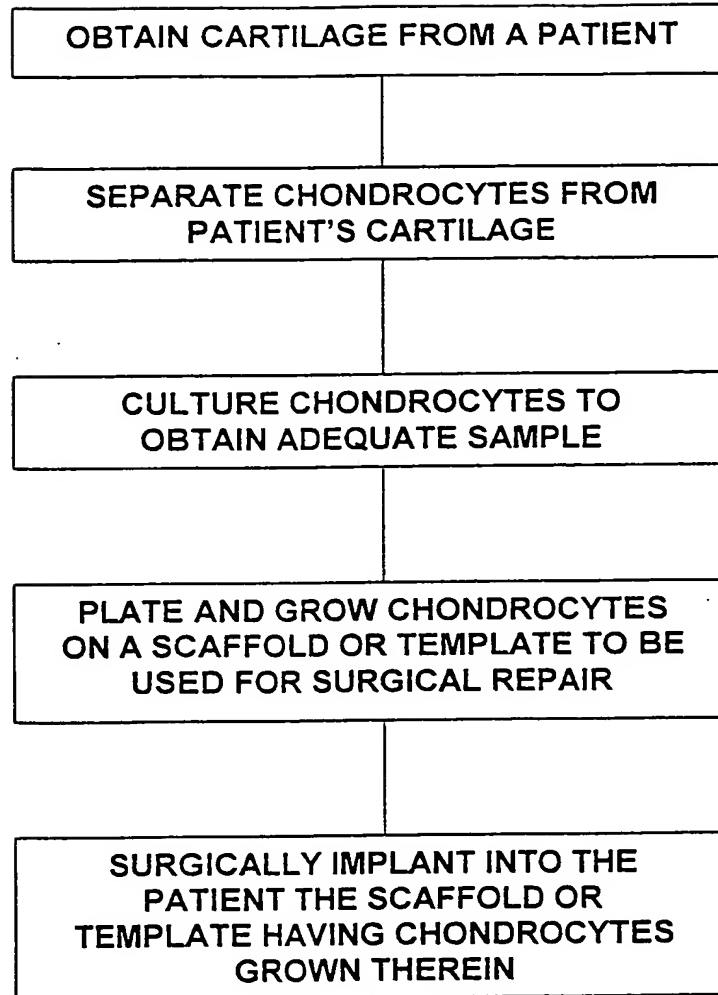 OBTAIN CARTILAGE FROM A PATIENT
SEPARATE CHONDROCYTES FROM
PATIENT'S CARTILAGE
CULTURE CHONDROCYTES TO
OBTAIN ADEQUATE SAMPLE
PLATE AND GROW CHONDROCYTES
ON A SCAFFOLD OR TEMPLATE TO BE
USED FOR SURGICAL REPAIR
SURGICALLY IMPLANT INTO THE
PATIENT THE SCAFFOLD OR
TEMPLATE HAVING CHONDROCYTES
GROWN THEREIN